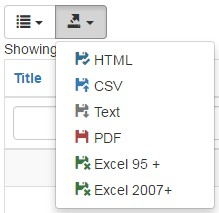 Showing
Title
HTML
CSV
Text
PDF
Excel 95 +
Excel 2007+